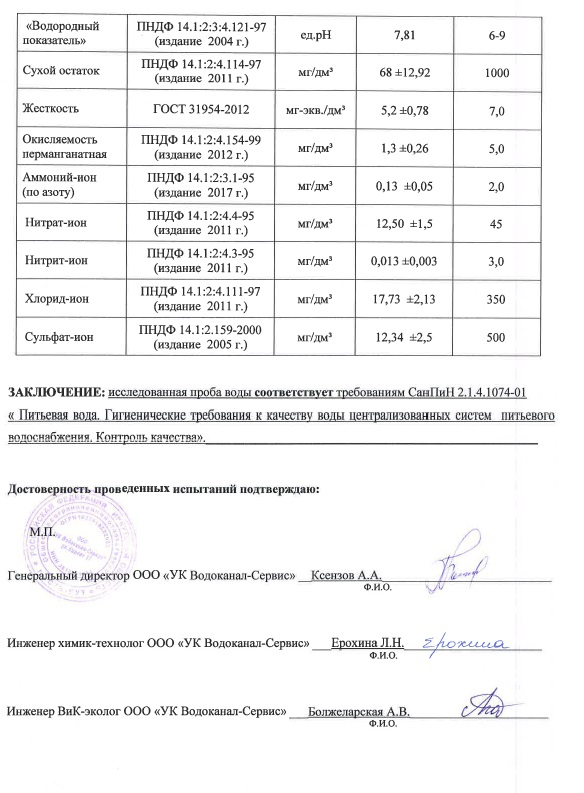 «Водородный показатель» ПНДФ 14.1:2:3:4.121-97 (издание 2004 г.) ед.рН 7,81 6-9
Сухой остаток ПНДФ 14.1:2:4.114-97 (издание 2011 г.) мг/дм³ 68 ±12,92 1000
Жесткость ГОСТ 31954-2012 мг-экв./дм³ 5,2 ±0,78 7,0
Окисляемость перманганатная ПНДФ 14.1:2:4.154-99 (издание 2012 г.) мг/дм³ 1,3 ±0,26 5,0
Аммоний-ион (по азоту) ПНДФ 14.1:2:3.1-95 (издание 2017 г.) мг/дм³ 0,13 ±0,05 2,0
Нитрат-ион ПНДФ 14.1:2:4.4-95 (издание 2011 г.) мг/дм³ 12,50 ±1,5 45
Нитрит-ион ПНДФ 14.1:2:4.3-95 (издание 2011 г.) мг/дм³ 0,013 ±0,003 3,0
Хлорид-ион ПНДФ 14.1:2:4.111-97 (издание 2011 г.) мг/дм³ 17,73 ±2,13 350
Сульфат-ион ПНДФ 14.1:2.159-2000 (издание 2005 г.) мг/дм³ 12,34 ±2,5 500
ЗАКЛЮЧЕНИЕ: исследованная проба воды соответствует требованиям СанПиН 2.1.4.1074-01
« Питьевая вода. Гигиенические требования к качеству воды централизованных систем питьевого
водоснабжения. Контроль качества».
Достоверность проведенных испытаний подтверждаю:
М.П.
Генеральный директор ООО «УК Водоканал-Сервис» Ксензов А.А.
Ф.И.О.
Инженер химик-технолог ООО «УК Водоканал-Сервис» Ерохина Л.Н. Ерохина
Ф.И.О.
Инженер ВиК-эколог ООО «УК Водоканал-Сервис» Болжеларская А.В.
Ф.И.О.